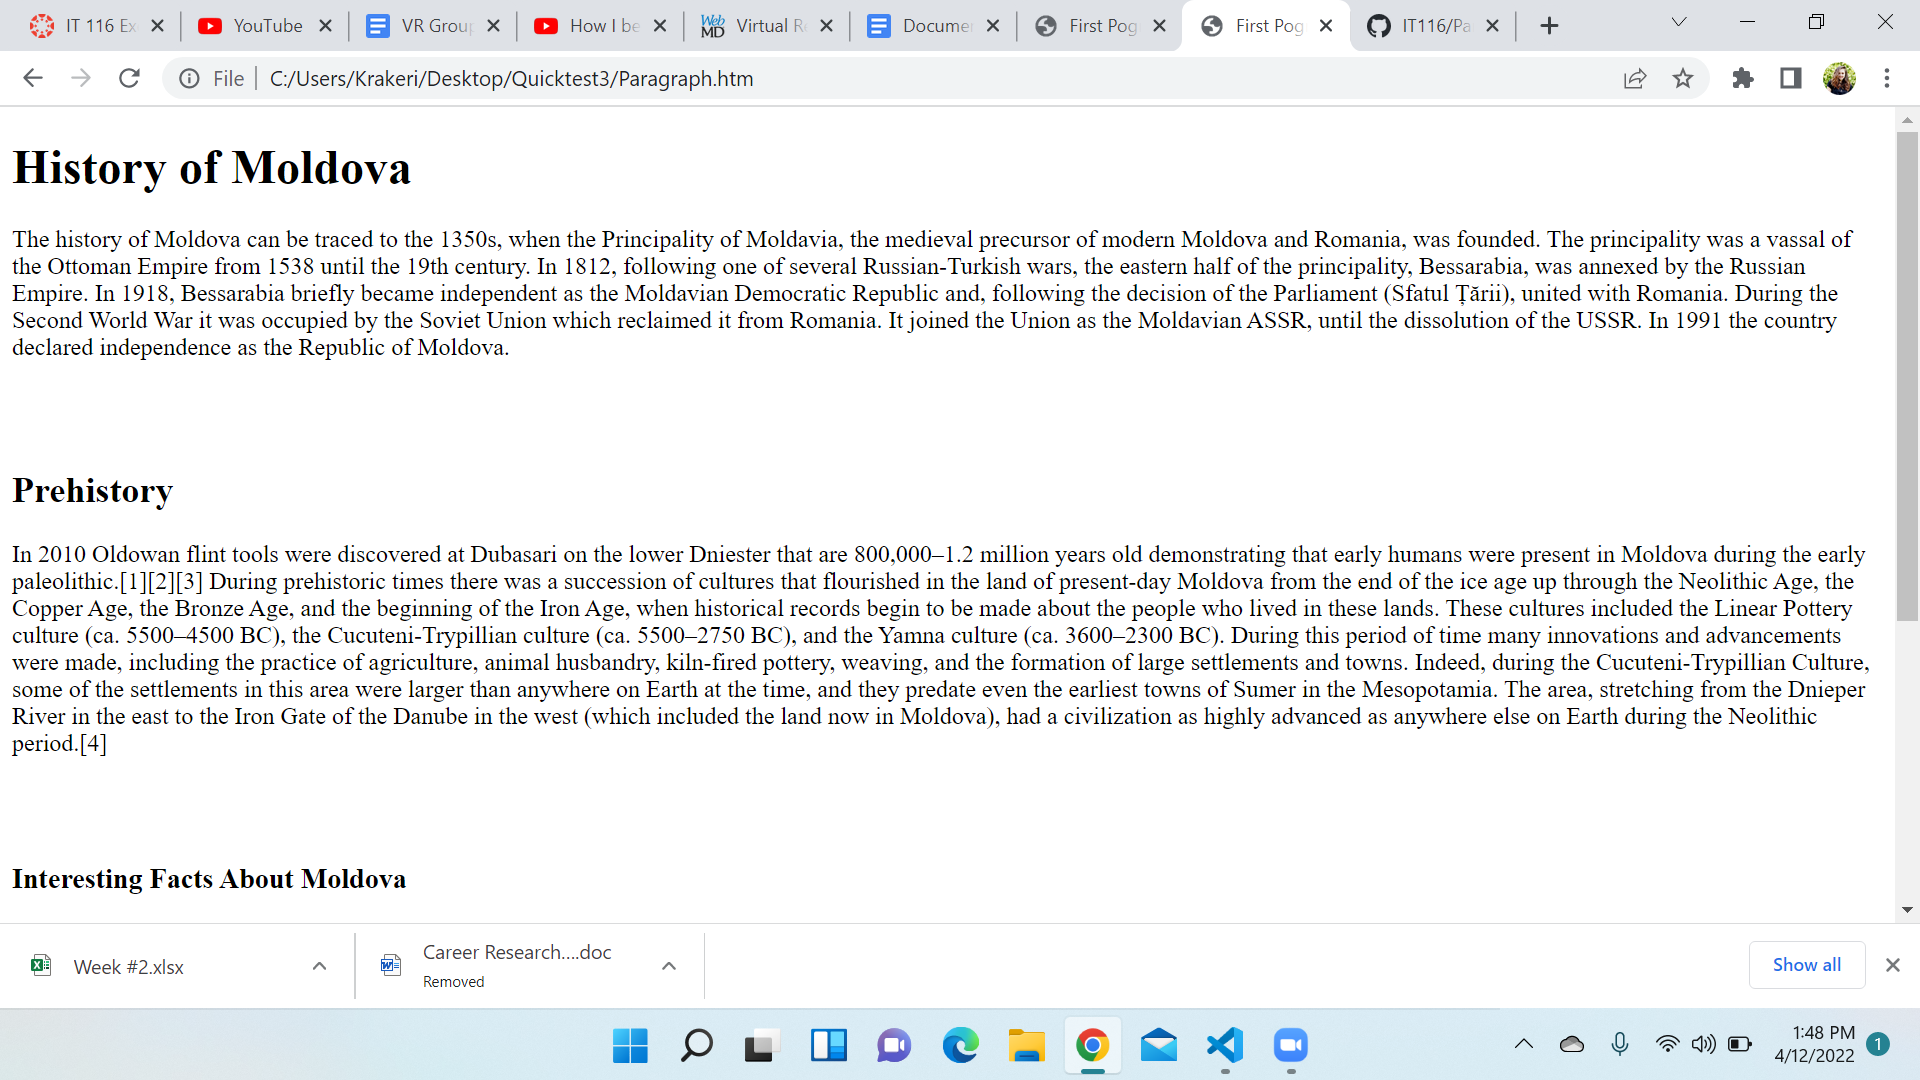 IT 116 Ex
YouTube
VR Group
How I be
Web MD Virtual Re
Documen
First Pog
First Pog
IT116/Pa
File C:/Users/Krakeri/Desktop/Quicktest3/Paragraph.htm
History of Moldova
The history of Moldova can be traced to the 1350s, when the Principality of Moldavia, the medieval precursor of modern Moldova and Romania, was founded. The principality was a vassal of
the Ottoman Empire from 1538 until the 19th century. In 1812, following one of several Russian-Turkish wars, the eastern half of the principality, Bessarabia, was annexed by the Russian
Empire. In 1918, Bessarabia briefly became independent as the Moldavian Democratic Republic and, following the decision of the Parliament (Sfatul Țării), united with Romania. During the
Second World War it was occupied by the Soviet Union which reclaimed it from Romania. It joined the Union as the Moldavian ASSR, until the dissolution of the USSR. In 1991 the country
declared independence as the Republic of Moldova.
Prehistory
In 2010 Oldowan flint tools were discovered at Dubasari on the lower Dniester that are 800,000–1.2 million years old demonstrating that early humans were present in Moldova during the early
paleolithic.[1][2][3] During prehistoric times there was a succession of cultures that flourished in the land of present-day Moldova from the end of the ice age up through the Neolithic Age, the
Copper Age, the Bronze Age, and the beginning of the Iron Age, when historical records begin to be made about the people who lived in these lands. These cultures included the Linear Pottery
culture (ca. 5500–4500 BC), the Cucuteni-Trypillian culture (ca. 5500–2750 BC), and the Yamna culture (ca. 3600–2300 BC). During this period of time many innovations and advancements
were made, including the practice of agriculture, animal husbandry, kiln-fired pottery, weaving, and the formation of large settlements and towns. Indeed, during the Cucuteni-Trypillian Culture,
some of the settlements in this area were larger than anywhere on Earth at the time, and they predate even the earliest towns of Sumer in the Mesopotamia. The area, stretching from the Dnieper
River in the east to the Iron Gate of the Danube in the west (which included the land now in Moldova), had a civilization as highly advanced as anywhere else on Earth during the Neolithic
period.[4]
Interesting Facts About Moldova
Week #2.xlsx
Career Research....doc
Removed
Show all
1:48 PM
4/12/2022
1